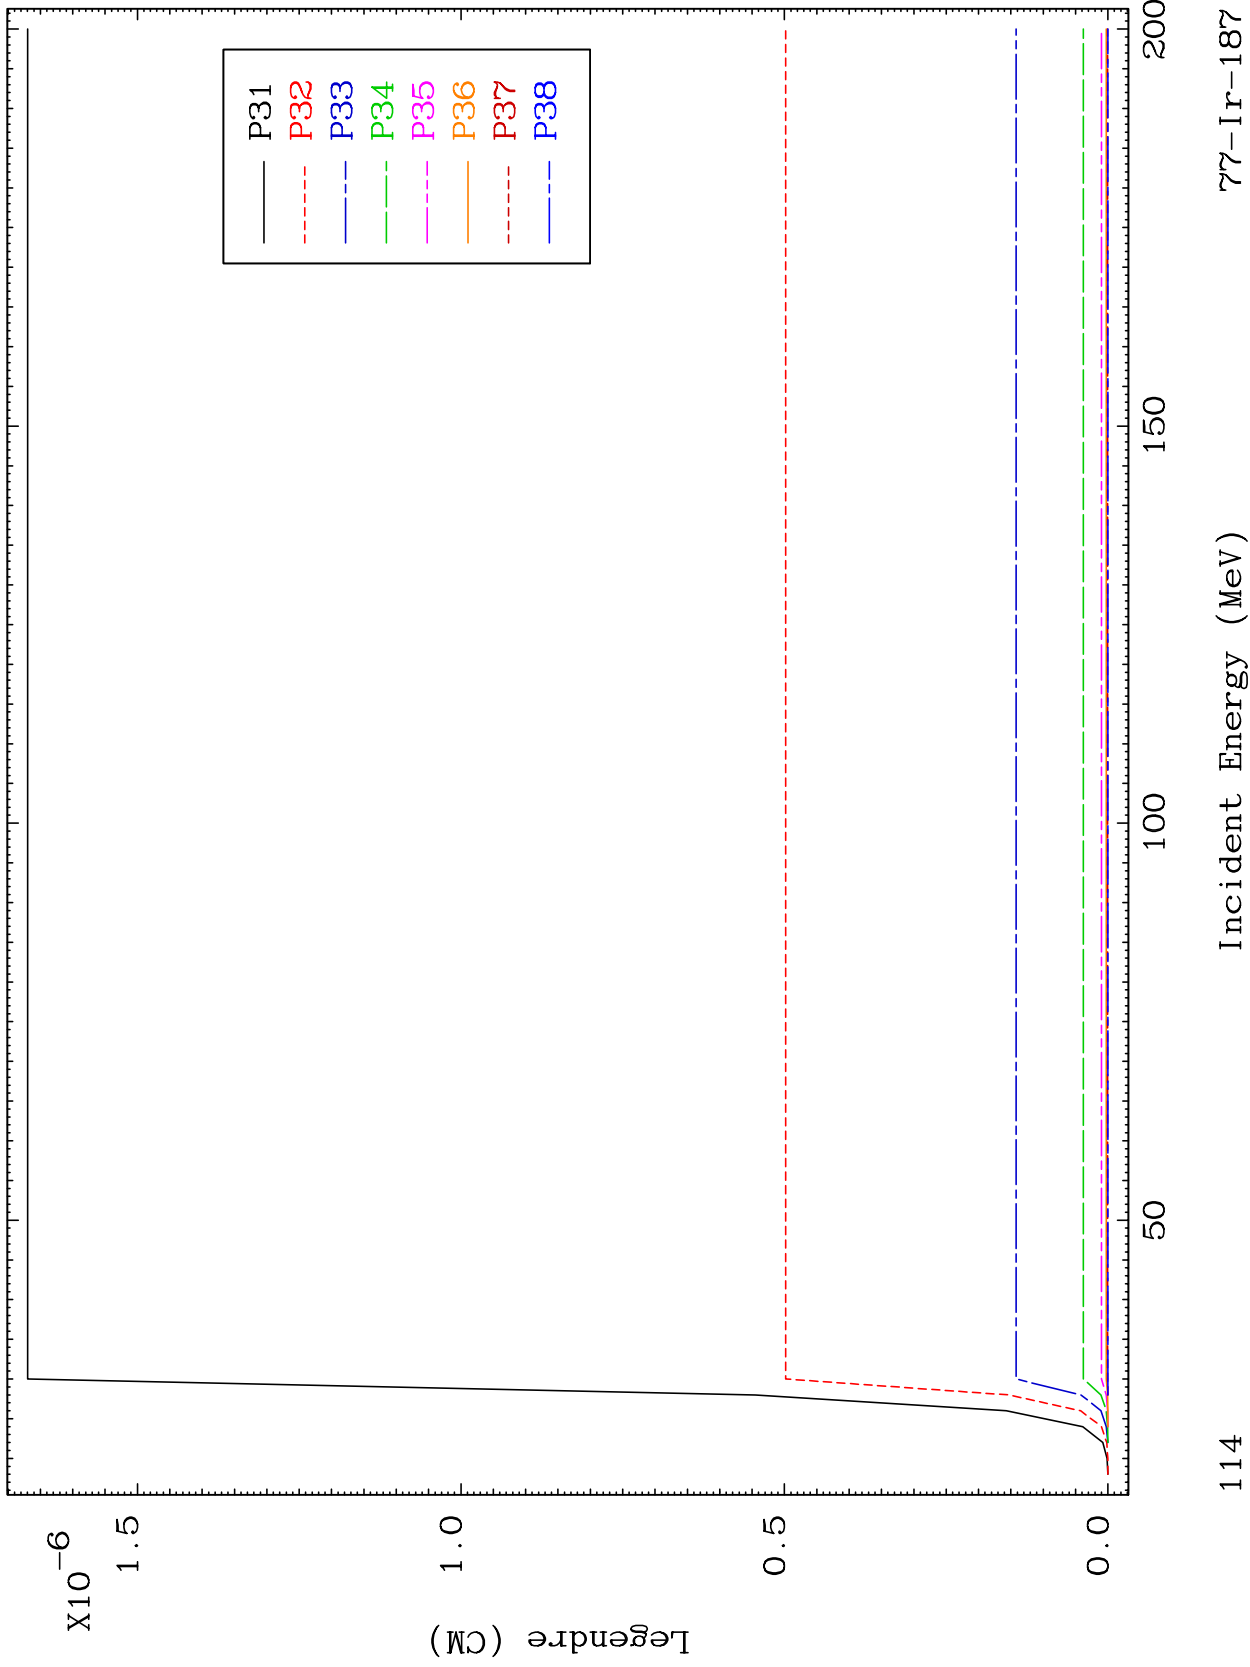 X10-6
1.5
1.0
0.5
0.0
Legendre (CM)
P31
P32
P33
P34
P35
P36
P37
P38
50
100
150
200
Incident Energy (MeV)
114
77-Ir-187